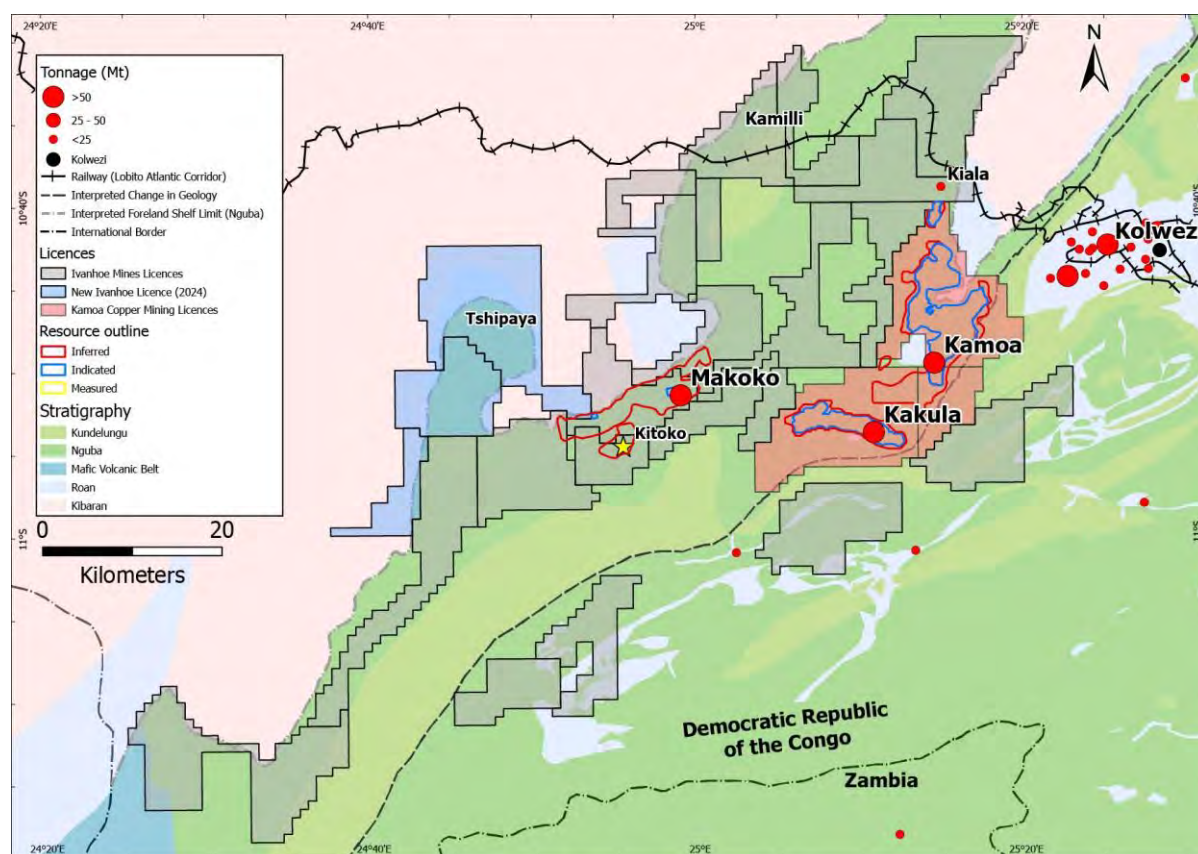 24°20'E
24°40'E
25°E
25°20'E
N
Tonnage (Mt)
>50
25 - 50
<25
Kolwezi
Railway (Lobito Atlantic Corridor)
Interpreted Change in Geology
Interpreted Foreland Shelf Limit (Nguba)
International Border
Licences
Ivanhoe Mines Licences
New Ivanhoe Licence (2024)
Kamoa Copper Mining Licences
Resource outline
Inferred
Indicated
Measured
Stratigraphy
Kundelungu
Nguba
Mafic Volcanic Belt
Roan
Kibaran
0 20
Kilometers
Kamilli
Kiala
10°40'S
10°40'S
Kolwez
Tshipaya
Kamoa
Makoko
Kakula
Kitoko
11°S
11°S
Democratic Republic
of the Congo
Zambia
24°20'E
24°40'E
25°E
25°20'E